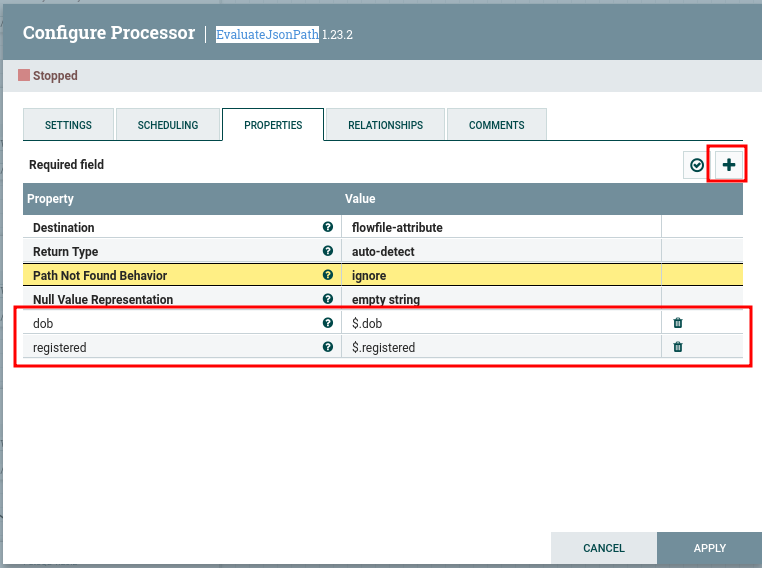 Configure Processor | EvaluateJsonPath 1.23.2
Stopped
SETTINGS SCHEDULING PROPERTIES RELATIONSHIPS COMMENTS
Required field
Property Value
Destination flowfile-attribute
Return Type auto-detect
Path Not Found Behavior ignore
Null Value Representation empty string
dob $.dob
registered $.registered
CANCEL APPLY